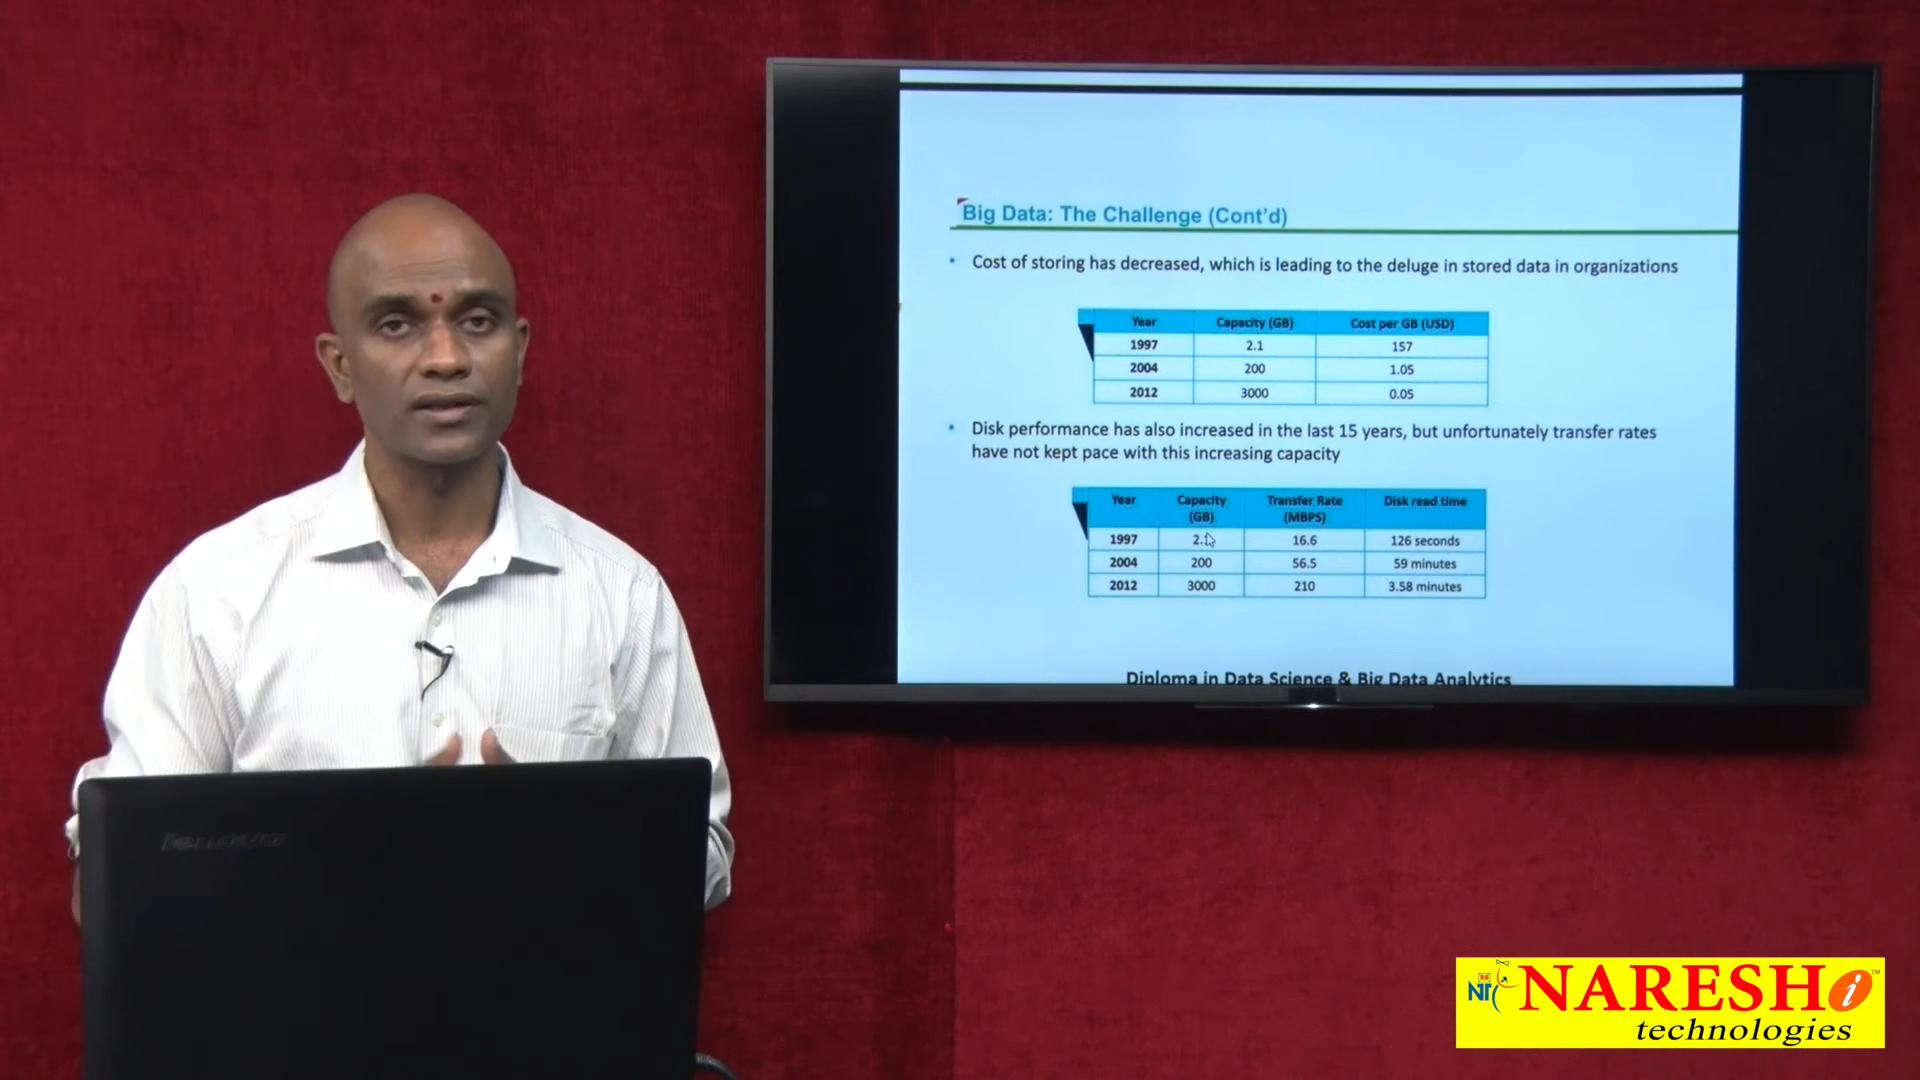 Big Data: The Challenge (Cont'd)
• Cost of storing has decreased, which is leading to the deluge in stored data in organizations
Year Capacity (GB) Cost per GB (USD)
1997 2.1 157
2004 200 1.05
2012 3000 0.05
• Disk performance has also increased in the last 15 years, but unfortunately transfer rates
have not kept pace with this increasing capacity
Year Capacity (GB) Transfer Rate (MBPS) Disk read time
1997 2.1 16.6 126 seconds
2004 200 56.5 59 minutes
2012 3000 210 3.58 minutes
Diploma in Data Science & Big Data Analytics
lenovo
NT
NARESH i ™
technologies